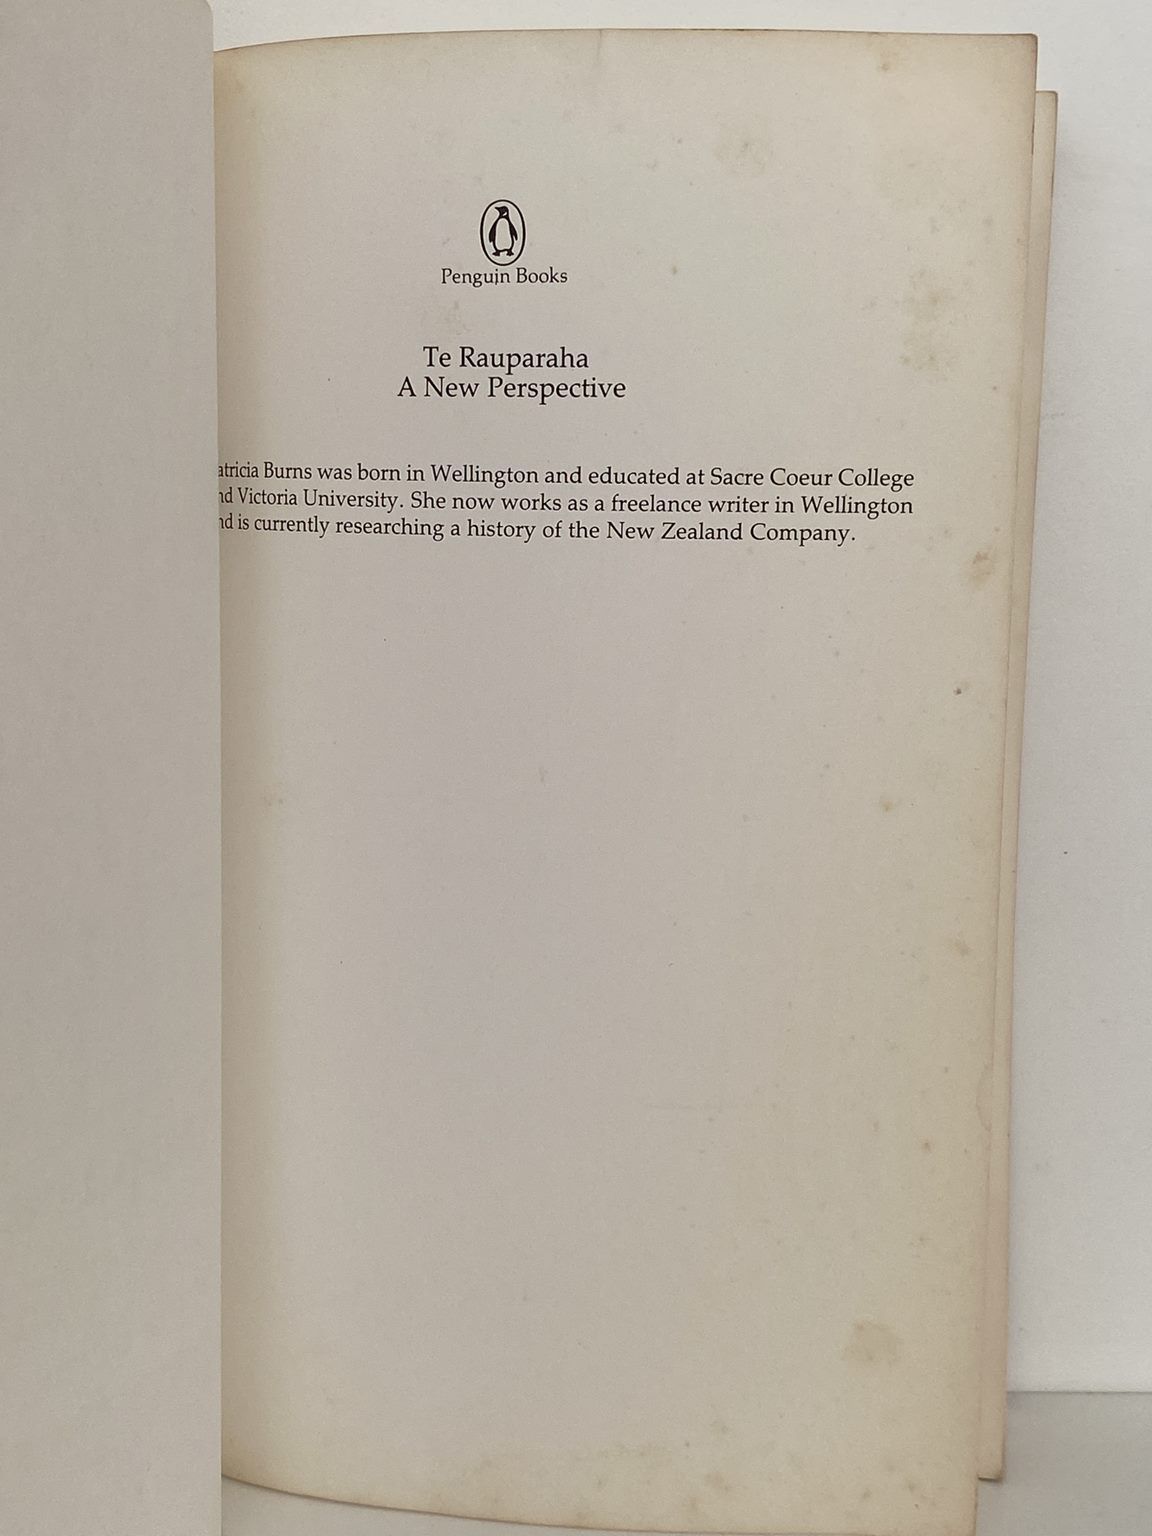 Penguin Books
Te Rauparaha
A New Perspective
atricia Burns was born in Wellington and educated at Sacre Coeur College
nd Victoria University. She now works as a freelance writer in Wellington
nd is currently researching a history of the New Zealand Company.